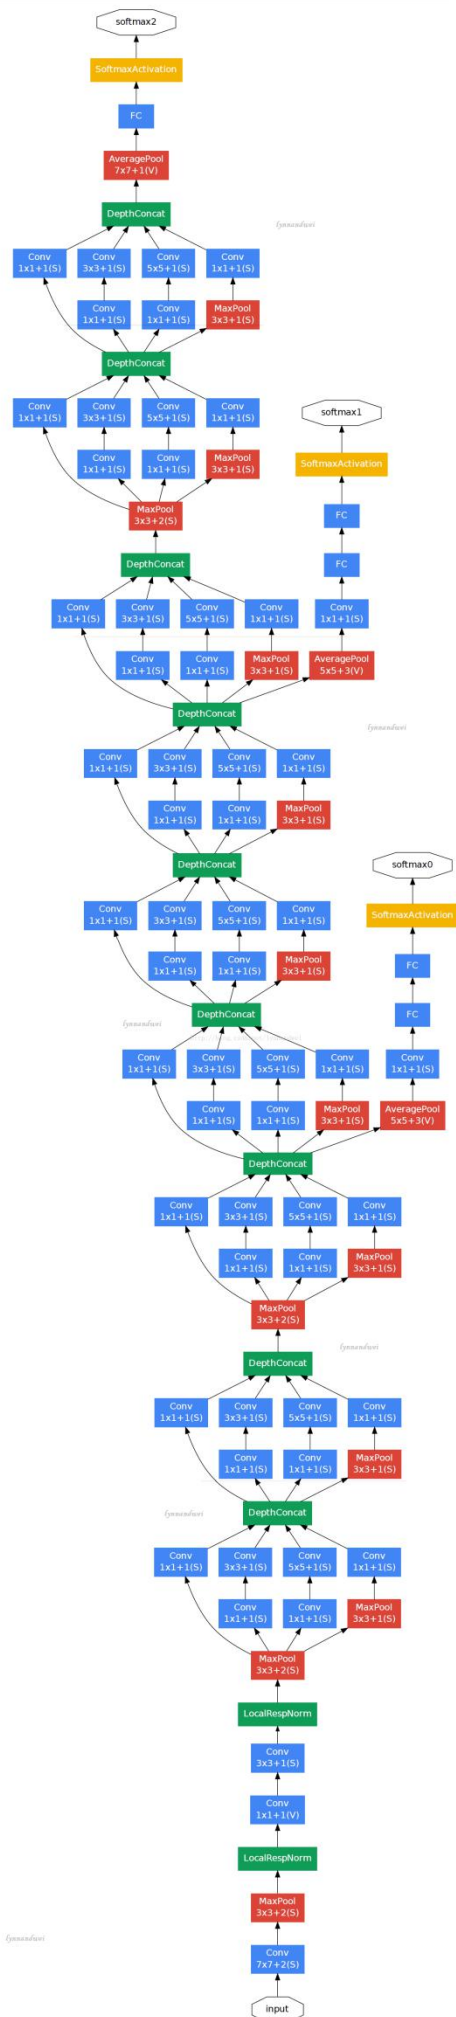 softmax2
SoftmaxActivation
FC
AveragePool
7x7+1(V)
DepthConcat
lynnandwei
Conv Conv Conv Conv
1x1+1(S) 3x3+1(S) 5x5+1(S) 1x1+1(S)
Conv Conv MaxPool
1x1+1(S) 1x1+1(S) 3x3+1(S)
DepthConcat
Conv Conv Conv Conv
1x1+1(S) 3x3+1(S) 5x5+1(S) 1x1+1(S)
softmax1
Conv Conv MaxPool
1x1+1(S) 1x1+1(S) 3x3+1(S)
SoftmaxActivation
MaxPool
3x3+2(S)
FC
DepthConcat
FC
Conv Conv Conv Conv Conv
1x1+1(S) 3x3+1(S) 5x5+1(S) 1x1+1(S) 1x1+1(S)
Conv Conv MaxPool AveragePool
1x1+1(S) 1x1+1(S) 3x3+1(S) 5x5+3(V)
DepthConcat
lynnandwei
Conv Conv Conv Conv
1x1+1(S) 3x3+1(S) 5x5+1(S) 1x1+1(S)
Conv Conv MaxPool
1x1+1(S) 1x1+1(S) 3x3+1(S)
DepthConcat
softmax0
Conv Conv Conv Conv
1x1+1(S) 3x3+1(S) 5x5+1(S) 1x1+1(S)
SoftmaxActivation
Conv Conv MaxPool
1x1+1(S) 1x1+1(S) 3x3+1(S)
FC
DepthConcat
FC
lynnandwei
Conv Conv Conv Conv Conv
1x1+1(S) 3x3+1(S) 5x5+1(S) 1x1+1(S) 1x1+1(S)
Conv Conv MaxPool AveragePool
1x1+1(S) 1x1+1(S) 3x3+1(S) 5x5+3(V)
DepthConcat
Conv Conv Conv Conv
1x1+1(S) 3x3+1(S) 5x5+1(S) 1x1+1(S)
Conv Conv MaxPool
1x1+1(S) 1x1+1(S) 3x3+1(S)
MaxPool
3x3+2(S)
lynnandwei
DepthConcat
Conv Conv Conv Conv
1x1+1(S) 3x3+1(S) 5x5+1(S) 1x1+1(S)
Conv Conv MaxPool
1x1+1(S) 1x1+1(S) 3x3+1(S)
DepthConcat
lynnandwei
Conv Conv Conv Conv
1x1+1(S) 3x3+1(S) 5x5+1(S) 1x1+1(S)
Conv Conv MaxPool
1x1+1(S) 1x1+1(S) 3x3+1(S)
MaxPool
3x3+2(S)
LocalRespNorm
Conv
3x3+1(S)
Conv
1x1+1(V)
LocalRespNorm
MaxPool
3x3+2(S)
lynnandwei
Conv
7x7+2(S)
input